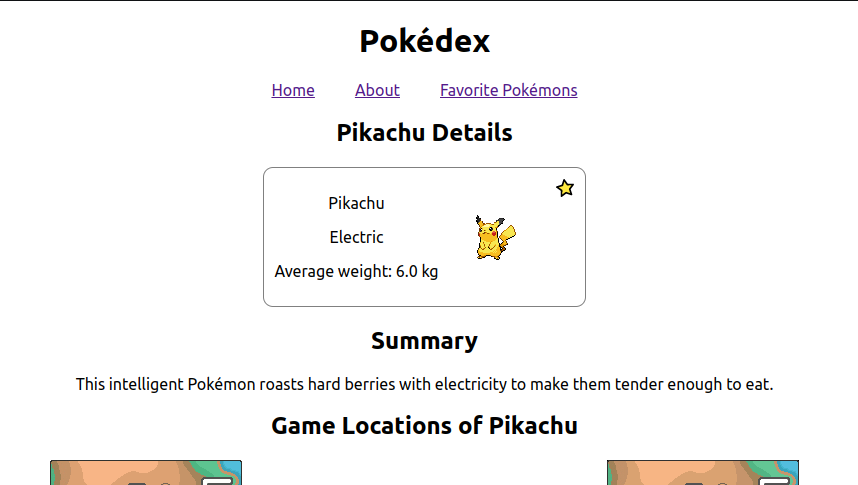 Pokédex
Home About Favorite Pokémons
Pikachu Details
Pikachu
Electric
Average weight: 6.0 kg
Summary
This intelligent Pokémon roasts hard berries with electricity to make them tender enough to eat.
Game Locations of Pikachu